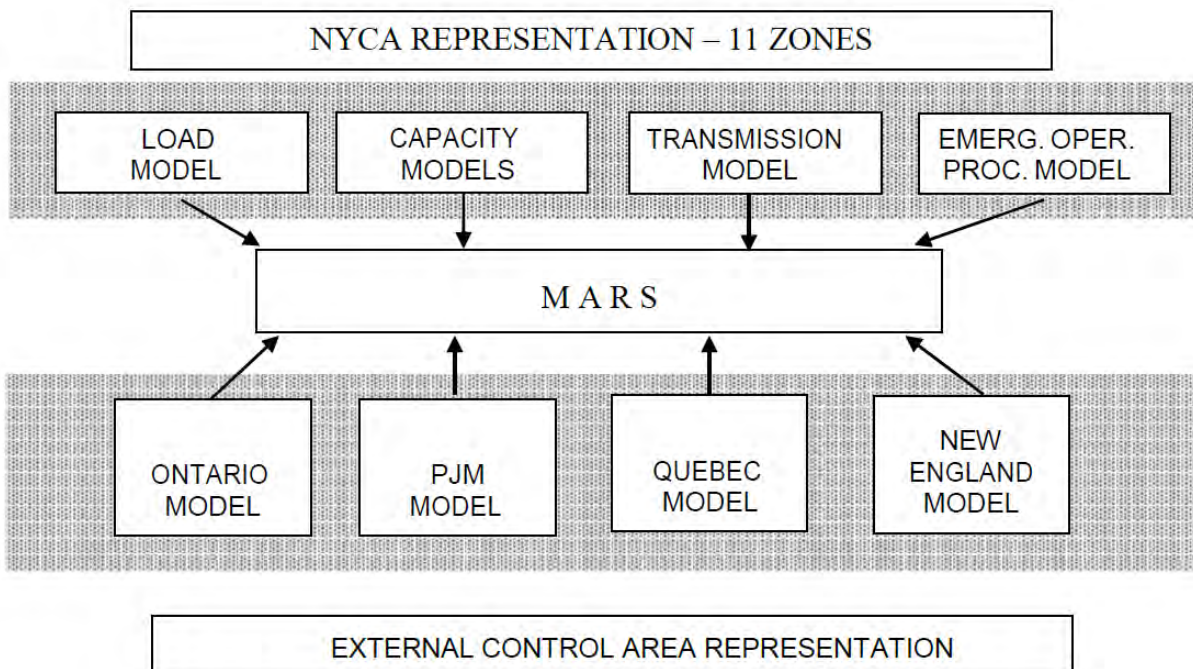 NYCA REPRESENTATION – 11 ZONES
LOAD
MODEL
CAPACITY
MODELS
TRANSMISSION
MODEL
EMERG. OPER.
PROC. MODEL
M A R S
ONTARIO
MODEL
PJM
MODEL
QUEBEC
MODEL
NEW
ENGLAND
MODEL
EXTERNAL CONTROL AREA REPRESENTATION